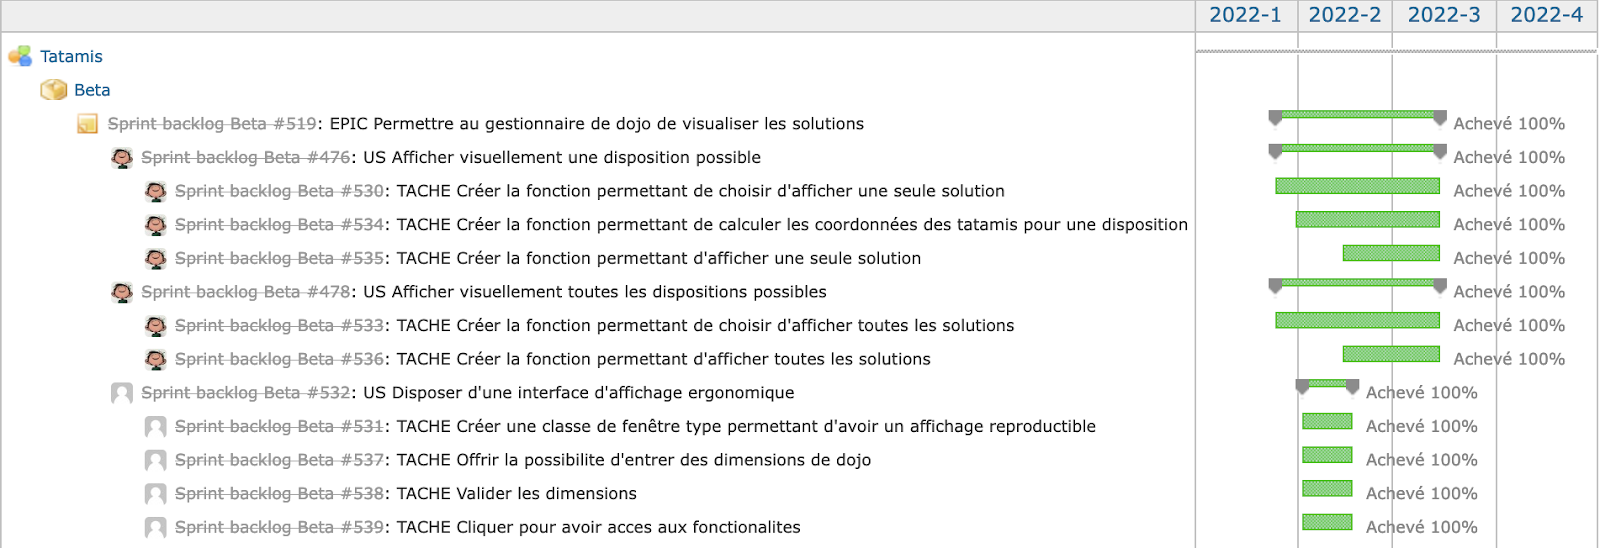 2022-1 2022-2 2022-3 2022-4
Tatamis
Beta
Sprint backlog Beta #519: EPIC Permettre au gestionnaire de dojo de visualiser les solutions Achevé 100%
Sprint backlog Beta #476: US Afficher visuellement une disposition possible Achevé 100%
Sprint backlog Beta #530: TACHE Créer la fonction permettant de choisir d'afficher une seule solution Achevé 100%
Sprint backlog Beta #534: TACHE Créer la fonction permettant de calculer les coordonnées des tatamis pour une disposition Achevé 100%
Sprint backlog Beta #535: TACHE Créer la fonction permettant d'afficher une seule solution Achevé 100%
Sprint backlog Beta #478: US Afficher visuellement toutes les dispositions possibles Achevé 100%
Sprint backlog Beta #533: TACHE Créer la fonction permettant de choisir d'afficher toutes les solutions Achevé 100%
Sprint backlog Beta #536: TACHE Créer la fonction permettant d'afficher toutes les solutions Achevé 100%
Sprint backlog Beta #532: US Disposer d'une interface d'affichage ergonomique Achevé 100%
Sprint backlog Beta #531: TACHE Créer une classe de fenêtre type permettant d'avoir un affichage reproductible Achevé 100%
Sprint backlog Beta #537: TACHE Offrir la possibilite d'entrer des dimensions de dojo Achevé 100%
Sprint backlog Beta #538: TACHE Valider les dimensions Achevé 100%
Sprint backlog Beta #539: TACHE Cliquer pour avoir acces aux fonctionalites Achevé 100%